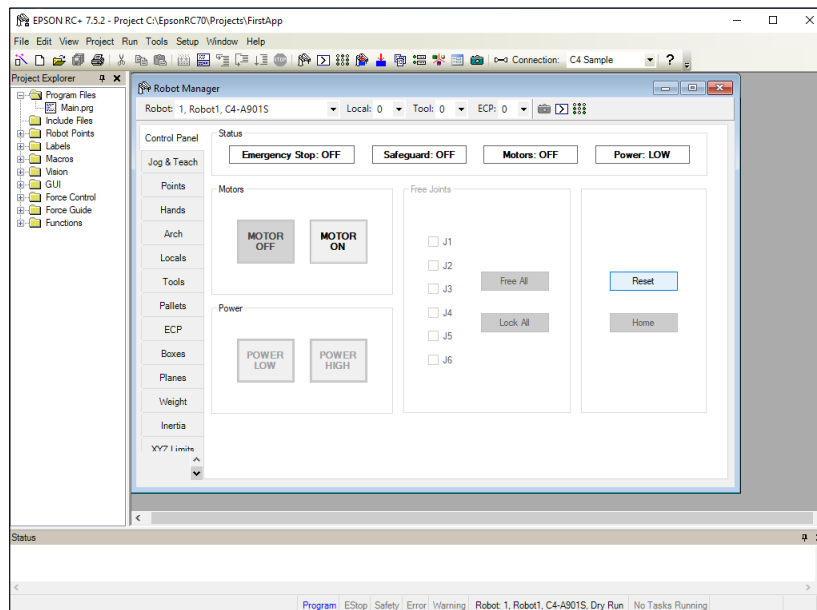 EPSON RC+ 7.5.2 - Project C:\EpsonRC70\Projects\FirstApp
File Edit View Project Run Tools Setup Window Help
Connection: C4 Sample
Project Explorer
Program Files
Main.prg
Include Files
Robot Points
Labels
Macros
Vision
GUI
Force Control
Force Guide
Functions
Robot Manager
Robot: 1, Robot1, C4-A901S Local: 0 Tool: 0 ECP: 0
Control Panel
Jog & Teach
Points
Hands
Arch
Locals
Tools
Pallets
ECP
Boxes
Planes
Weight
Inertia
XYZ Limits
Status
Emergency Stop: OFF Safeguard: OFF Motors: OFF Power: LOW
Motors
MOTOR OFF
MOTOR ON
Power
POWER LOW
POWER HIGH
Free Joints
J1
J2
J3
J4
J5
J6
Free All
Lock All
Reset
Home
Status
Program EStop Safety Error Warning Robot: 1, Robot1, C4-A901S, Dry Run No Tasks Running